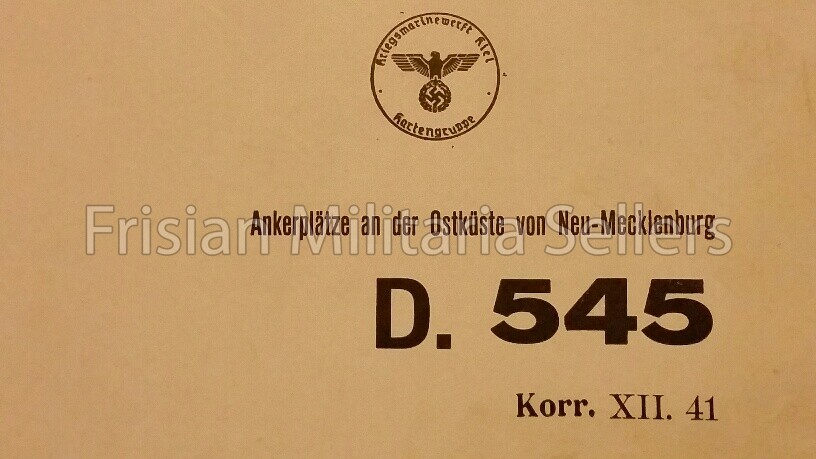 Kriegsmarinewerft Kiel
Kartengruppe
Ankerplätze an der Ostküste von Neu-Mecklenburg
Frisian Militaria Sellers
D. 545
Korr. XII. 41